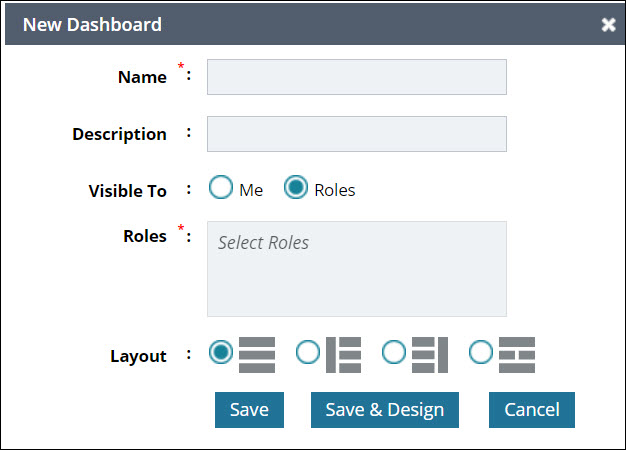 New Dashboard
Name * :
Description :
Visible To : Me Roles
Roles * :
Select Roles
Layout :
Save Save & Design Cancel